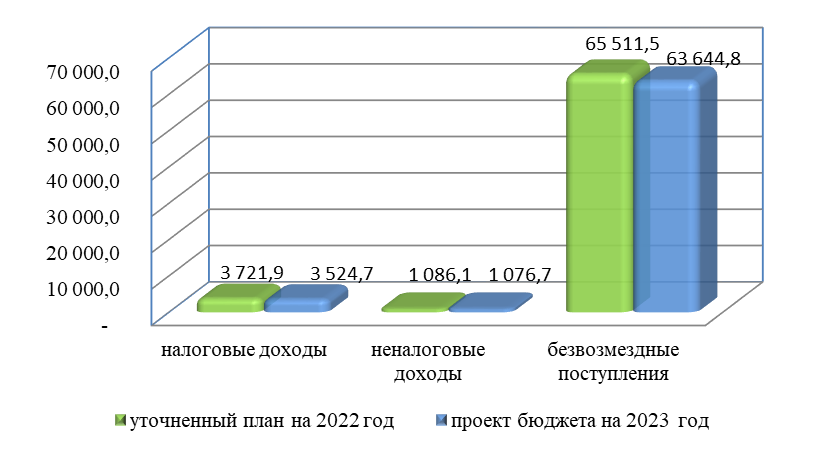 65 511,5
63 644,8
70 000,0
60 000,0
50 000,0
40 000,0
30 000,0
20 000,0
10 000,0
-
3 721,9
3 524,7
1 086,1
1 076,7
налоговые доходы
неналоговые
доходы
безвозмездные
поступления
уточненный план на 2022 год
проект бюджета на 2023 год